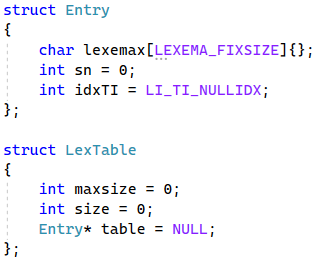 struct Entry
{
    char lexemax[LEXEMA_FIXSIZE]{};
    int sn = 0;
    int idxTI = LI_TI_NULLIDX;
};
struct LexTable
{
    int maxsize = 0;
    int size = 0;
    Entry* table = NULL;
};